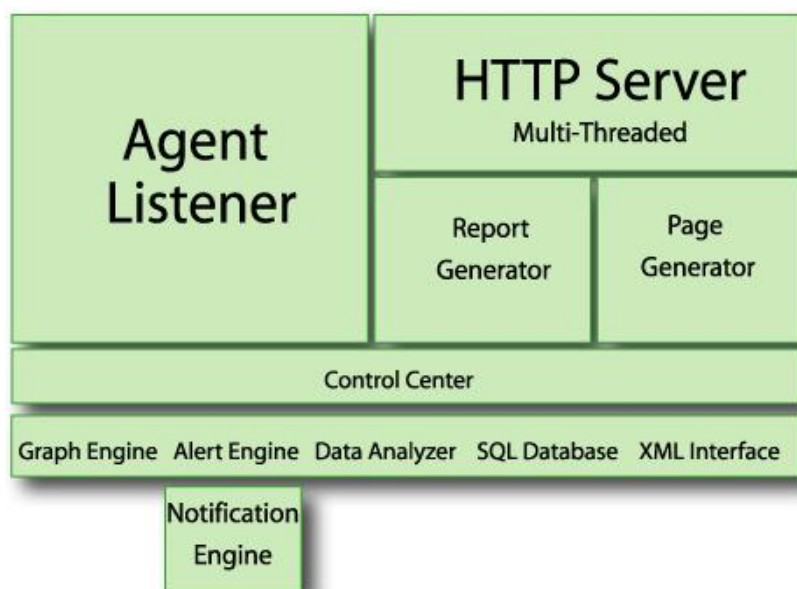 Agent
Listener
HTTP Server
Multi-Threaded
Report
Generator
Page
Generator
Control Center
Graph Engine Alert Engine Data Analyzer SQL Database XML Interface
Notification
Engine